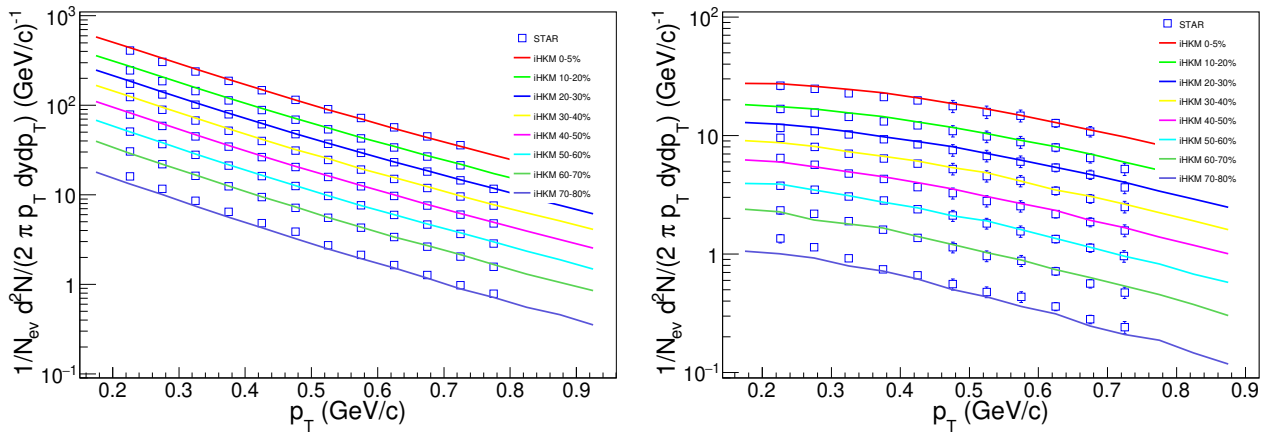 1/N_ev d²N/(2 π p_T dydp_T) (GeV/c)⁻¹
10³
10²
10
1
10⁻¹
STAR
iHKM 0-5%
iHKM 10-20%
iHKM 20-30%
iHKM 30-40%
iHKM 40-50%
iHKM 50-60%
iHKM 60-70%
iHKM 70-80%
0.2 0.3 0.4 0.5 0.6 0.7 0.8 0.9
p_T (GeV/c)
1/N_ev d²N/(2 π p_T dydp_T) (GeV/c)⁻¹
10²
10
1
10⁻¹
STAR
iHKM 0-5%
iHKM 10-20%
iHKM 20-30%
iHKM 30-40%
iHKM 40-50%
iHKM 50-60%
iHKM 60-70%
iHKM 70-80%
0.2 0.3 0.4 0.5 0.6 0.7 0.8 0.9
p_T (GeV/c)